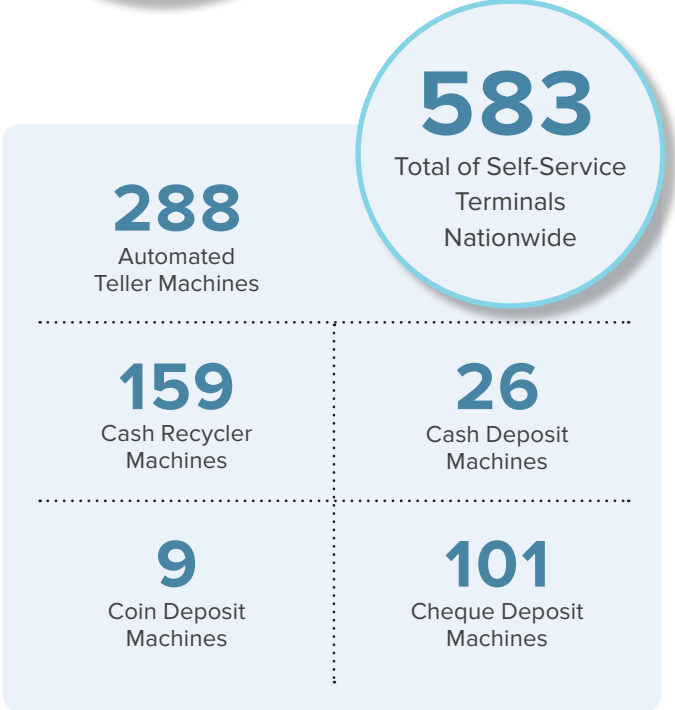 583
Total of Self-Service
Terminals
Nationwide
288
Automated
Teller Machines
159
Cash Recycler
Machines
26
Cash Deposit
Machines
9
Coin Deposit
Machines
101
Cheque Deposit
Machines